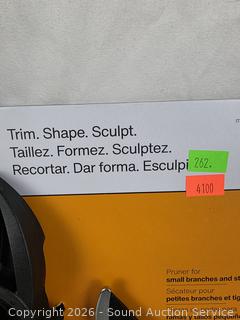 Trim. Shape. Sculpt.
Taillez. Formez. Sculptez.
Recortar. Dar forma. Esculpi
262.
4100
Pruner for
small branches and st
Sécateur pour
petites branches et tig
Copyright © 2026 - Sound Auction Service